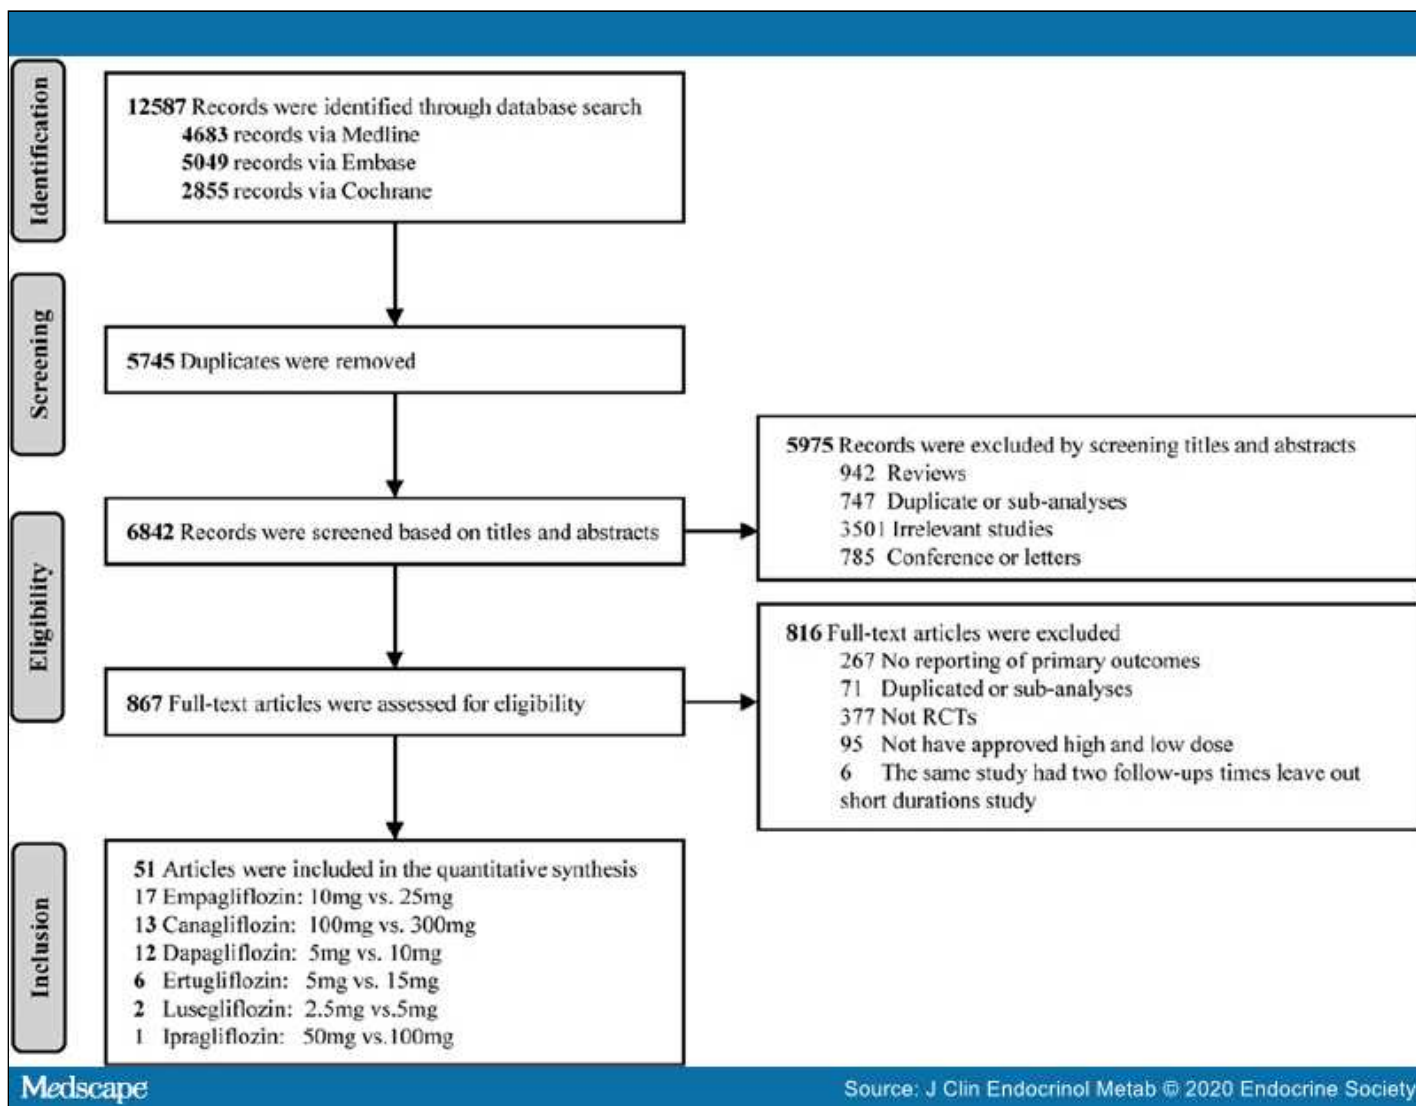 Identification
12587 Records were identified through database search
4683 records via Medline
5049 records via Embase
2855 records via Cochrane
Screening
5745 Duplicates were removed
5975 Records were excluded by screening titles and abstracts
942 Reviews
747 Duplicate or sub-analyses
3501 Irrelevant studies
785 Conference or letters
Eligibility
6842 Records were screened based on titles and abstracts
816 Full-text articles were excluded
267 No reporting of primary outcomes
71 Duplicated or sub-analyses
377 Not RCTs
95 Not have approved high and low dose
6 The same study had two follow-ups times leave out
short durations study
867 Full-text articles were assessed for eligibility
Inclusion
51 Articles were included in the quantitative synthesis
17 Empagliflozin: 10mg vs. 25mg
13 Canagliflozin: 100mg vs. 300mg
12 Dapagliflozin: 5mg vs. 10mg
6 Ertugliflozin: 5mg vs. 15mg
2 Lusegliflozin: 2.5mg vs.5mg
1 Ipragliflozin: 50mg vs.100mg
Medscape
Source: J Clin Endocrinol Metab © 2020 Endocrine Society